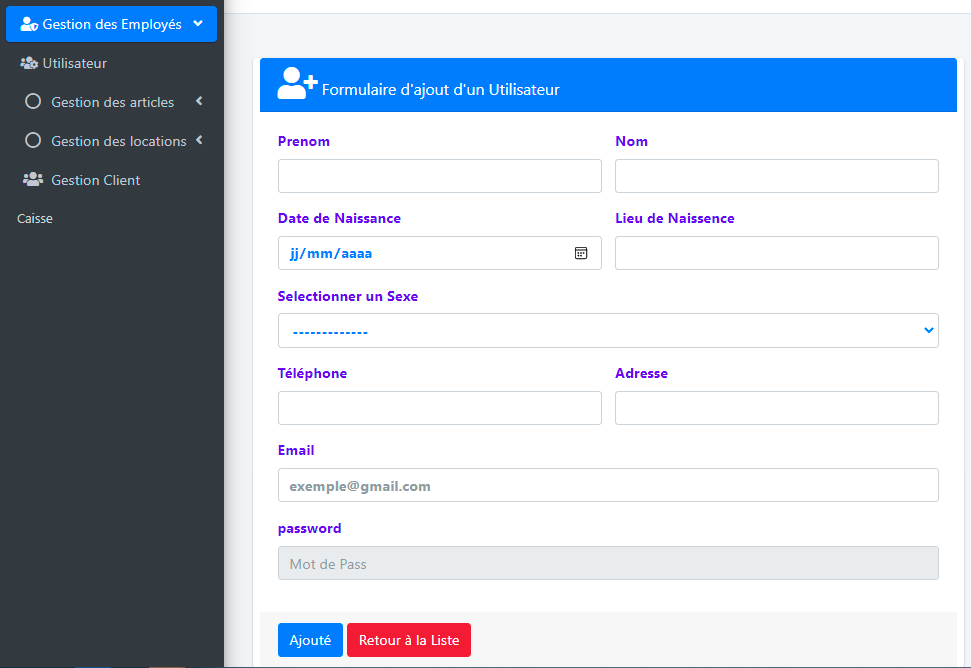 Gestion des Employés
Utilisateur
Gestion des articles
Gestion des locations
Gestion Client
Caisse
Formulaire d'ajout d'un Utilisateur
Prenom Nom
Date de Naissance Lieu de Naissence
jj/mm/aaaa
Selectionner un Sexe
-------------
Téléphone Adresse
Email
exemple@gmail.com
password
Mot de Pass
Ajouté Retour à la Liste